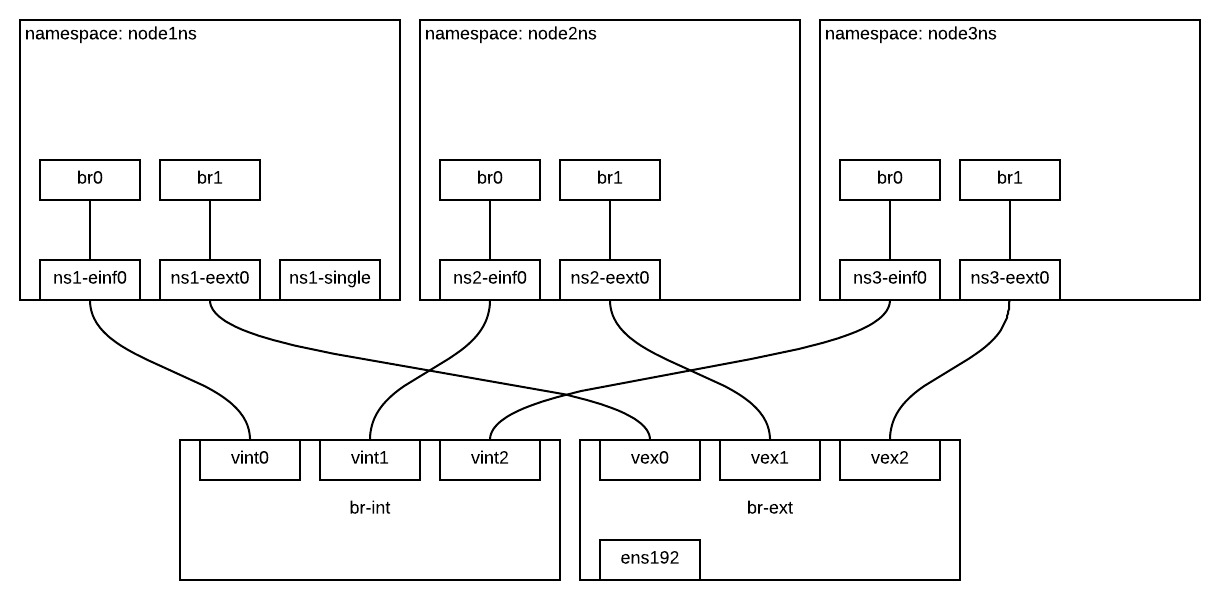 namespace: node1ns
namespace: node2ns
namespace: node3ns
br0
br1
br0
br1
br0
br1
ns1-einf0
ns1-eext0
ns1-single
ns2-einf0
ns2-eext0
ns3-einf0
ns3-eext0
vint0
vint1
vint2
vex0
vex1
vex2
br-int
br-ext
ens192